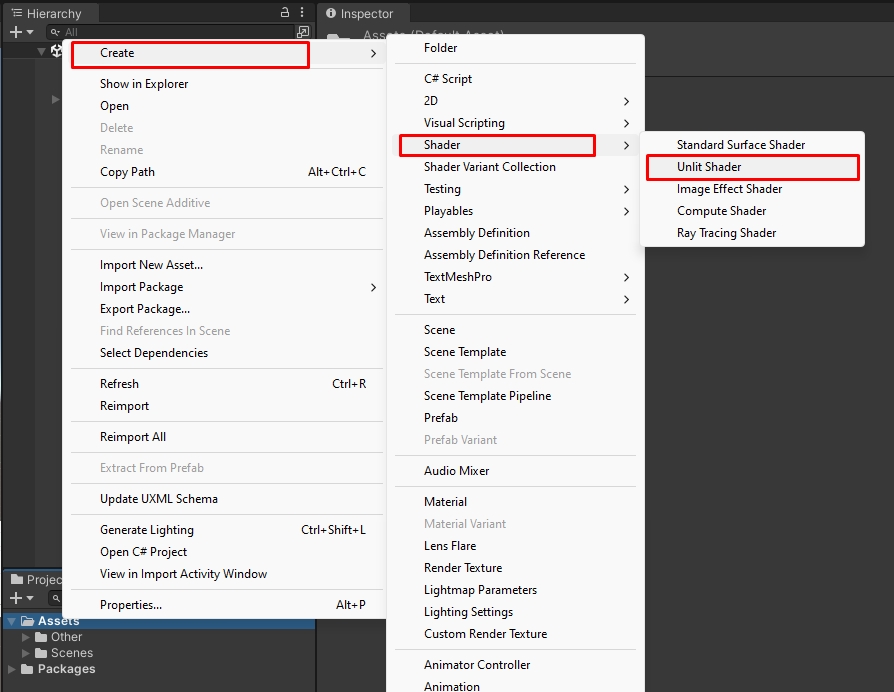 Hierarchy
All
Inspector
Assets (Default Asset)
Create
Show in Explorer
Open
Delete
Rename
Copy Path Alt+Ctrl+C
Open Scene Additive
View in Package Manager
Import New Asset...
Import Package
Export Package...
Find References In Scene
Select Dependencies
Refresh Ctrl+R
Reimport
Reimport All
Extract From Prefab
Update UXML Schema
Generate Lighting Ctrl+Shift+L
Open C# Project
View in Import Activity Window
Properties... Alt+P
Folder
C# Script
2D
Visual Scripting
Shader
Shader Variant Collection
Testing
Playables
Assembly Definition
Assembly Definition Reference
TextMeshPro
Text
Scene
Scene Template
Scene Template From Scene
Scene Template Pipeline
Prefab
Prefab Variant
Audio Mixer
Material
Material Variant
Lens Flare
Render Texture
Lightmap Parameters
Lighting Settings
Custom Render Texture
Animator Controller
Animation
Standard Surface Shader
Unlit Shader
Image Effect Shader
Compute Shader
Ray Tracing Shader
Projec
Assets
Other
Scenes
Packages